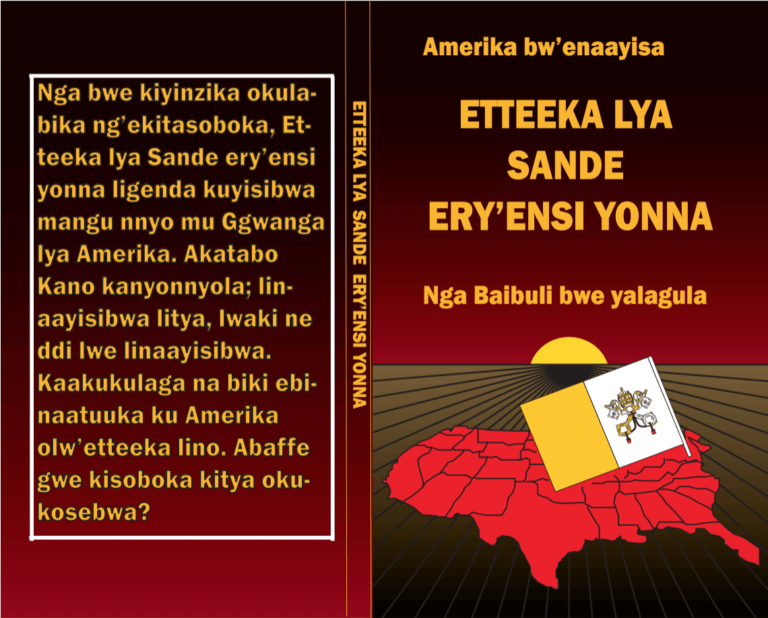 Nga bwe kiyinzika okula-
bika ng'ekitasoboka, Et-
teeka lya Sande ery'ensi
yonna ligenda kuyisibwa
mangu nnyo mu Ggwanga
lya Amerika. Akatabo
Kano kanyonnyola; lin-
aayisibwa litya, lwaki ne
ddi lwe linaayisibwa.
Kaakukulaga na biki ebi-
naatuuka ku Amerika
olw'etteeka lino. Abaffe
gwe kisoboka kitya oku-
kosebwa?
ETTEEKA LYA SANDE ERY'ENSI YONNA
Amerika bw'enaayisa
ETTEEKA LYA
SANDE
ERY'ENSI YONNA
Nga Baibuli bwe yalagula